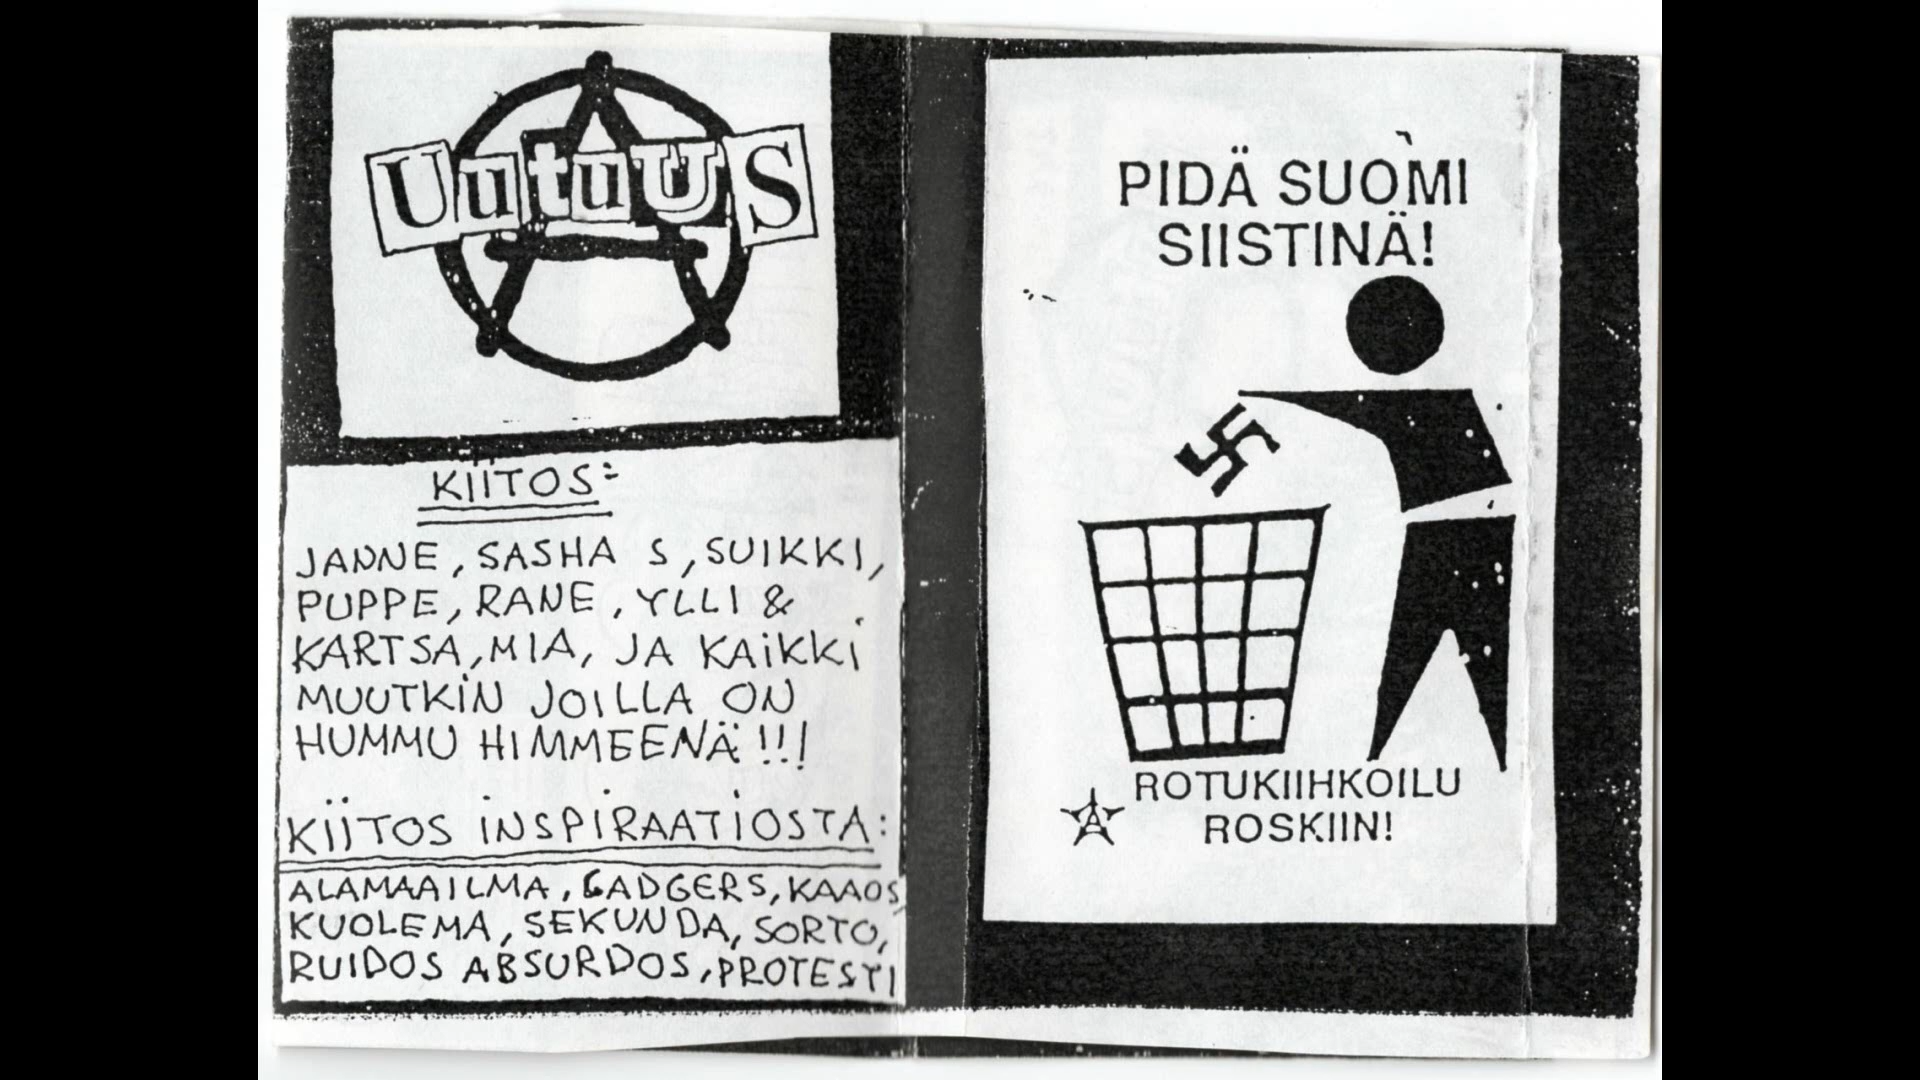 UutuUS
KIITOS:
JANNE, SASHA S, SUIKKI,
PUPPE, RANE, YLLI &
KARTSA, MIA, JA KAIKKI
MUUTKIN JOILLA ON
HUMMU HIMMEENÄ!!!
KIITOS INSPIRAATIOSTA:
ALAMAAILMA, GADGERS, KAAOS,
KUOLEMA, SEKUNDA, SORTO,
RUIDOS ABSURDOS, PROTESTI
PIDÄ SUOMI
SIISTINÄ!
ROTUKIIHKOILU
ROSKIIN!